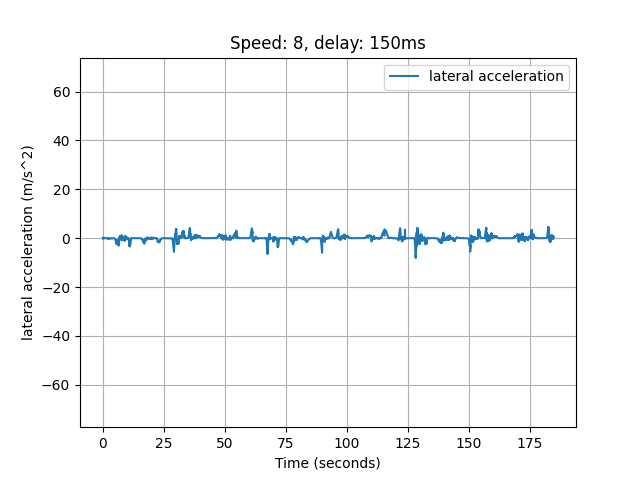 Speed: 8, delay: 150ms
lateral acceleration
lateral acceleration (m/s^2)
60
40
20
0
−20
−40
−60
0 25 50 75 100 125 150 175
Time (seconds)